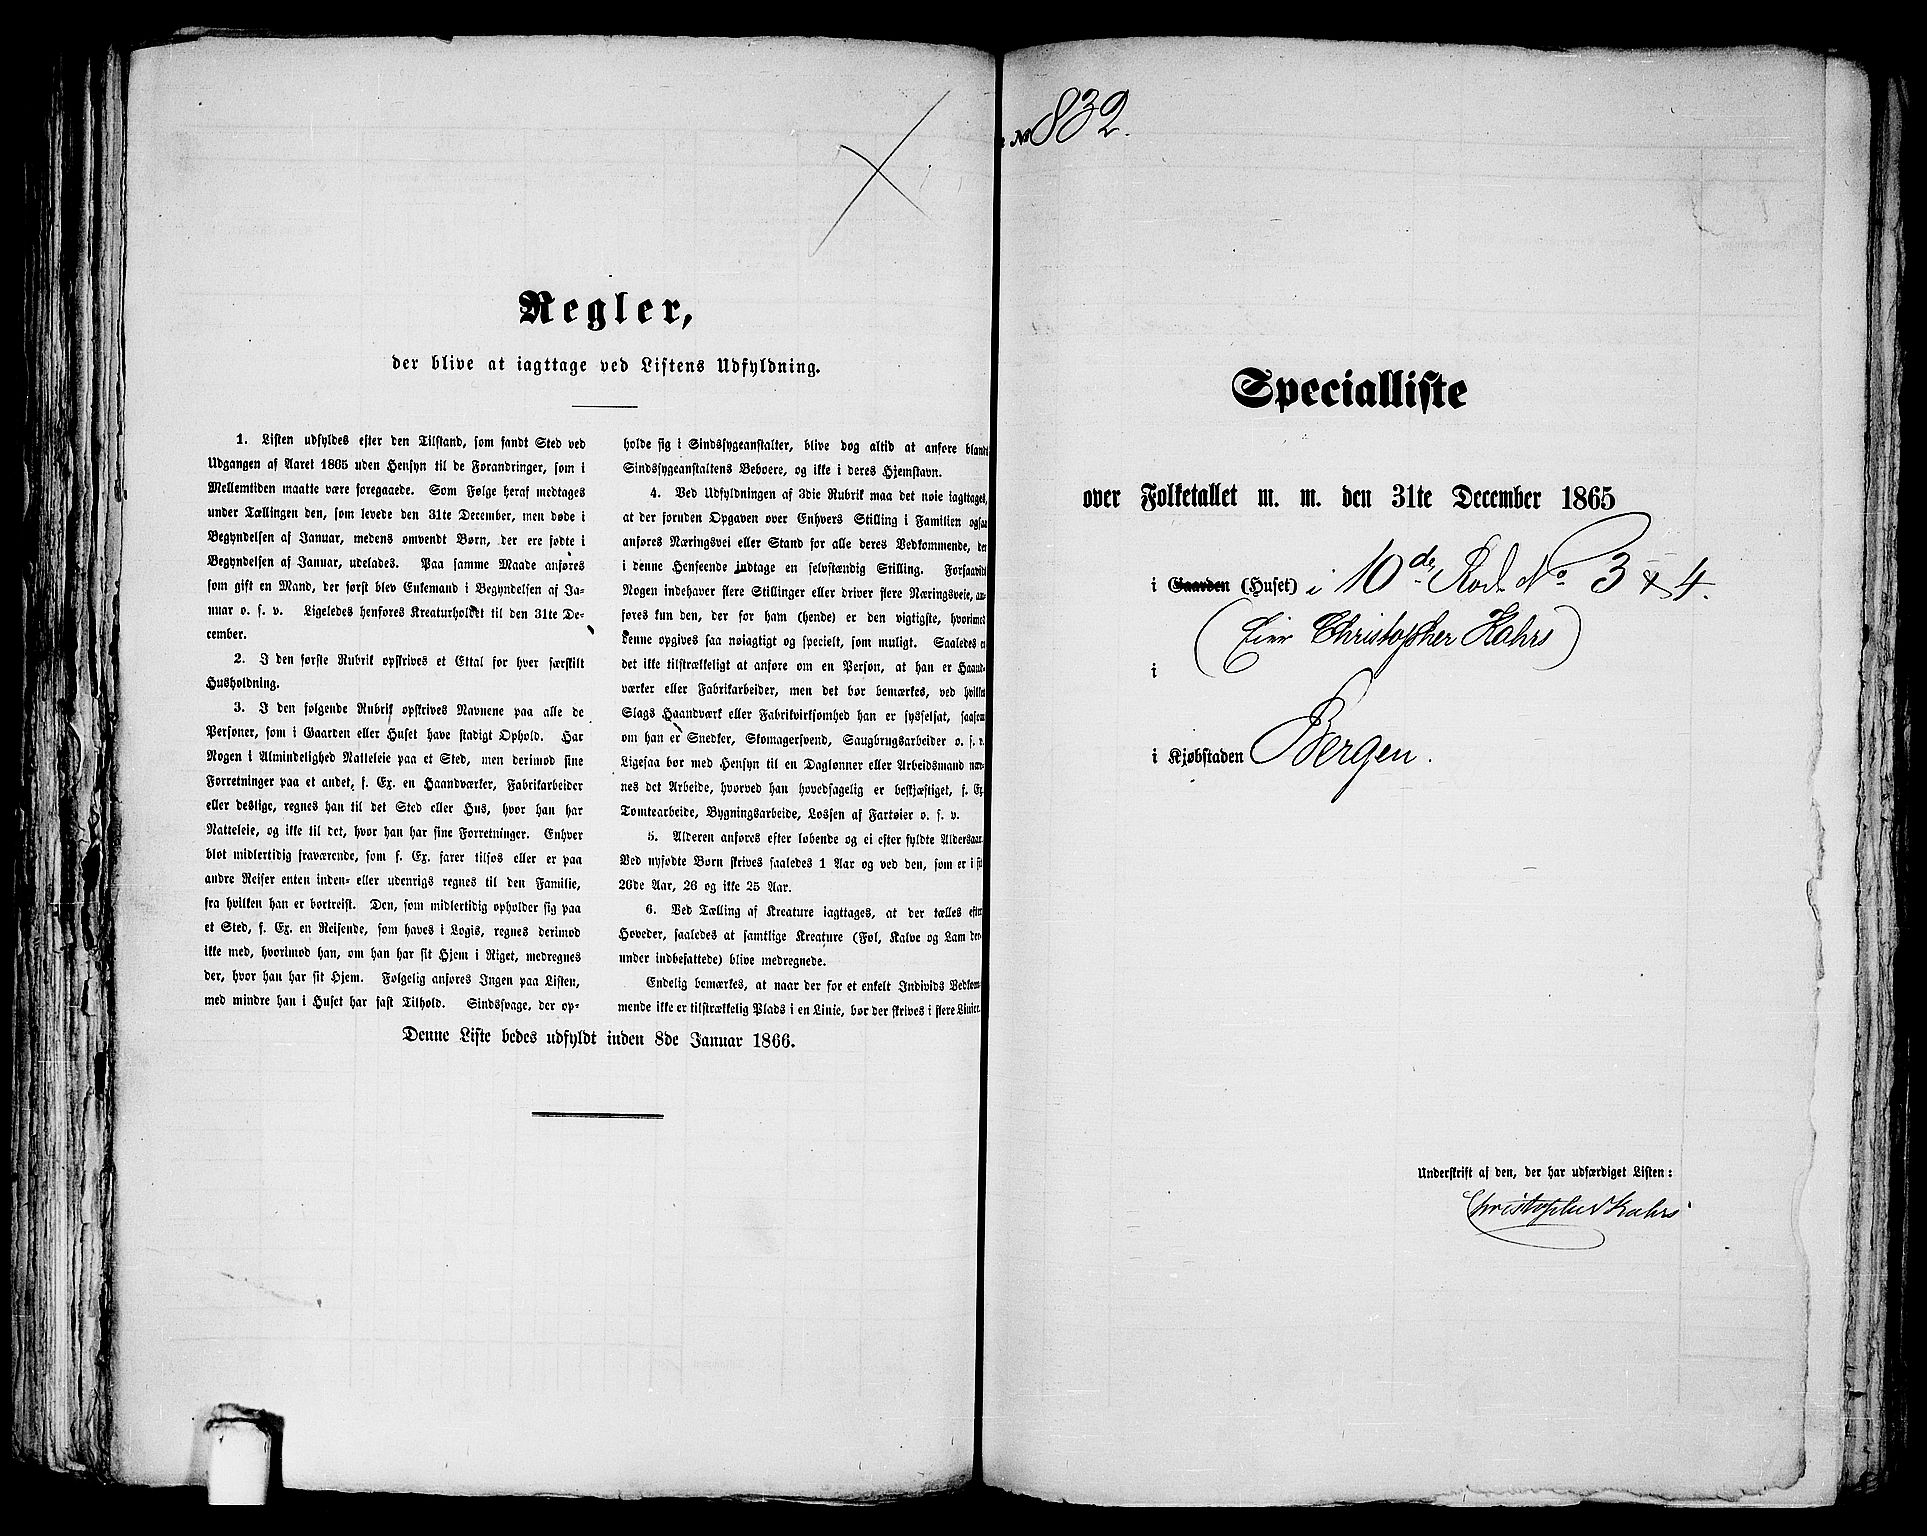 Regler,
der blive at iagttage ved Listens Udfyldning.
1. Listen udfyldes efter den Tilstand, som fandt Sted ved
Udgangen af Aaret 1865 uden Hensyn til de Forandringer, som i
Mellemtiden maatte være foregaaede. Som Følge heraf medtages
under Tællingen den, som levede den 31te December, men døde i
Begyndelsen af Januar, medens omvendt Børn, der ere fødte i
Begyndelsen af Januar, udelades. Paa samme Maade anføres
som gift en Mand, der først blev Enkemand i Begyndelsen af Ja-
nuar o. s. v. Ligeledes henføres Kreaturholdet til den 31te De-
cember.
2. I den første Rubrik opskrives et Ettal for hver særskilt
Husholdning.
3. I den følgende Rubrik opskrives Navnene paa alle de
Personer, som i Gaarden eller Huset have stadigt Ophold. Har
Nogen i Almindelighed Natteleie paa et Sted, men derimod sine
Forretninger paa et andet, f. Ex. en Haandværker, Fabrikarbeider
eller deslige, regnes han til det Sted eller Hus, hvor han har
Natteleie, og ikke til det, hvor han har sine Forretninger. Enhver
blot midlertidig fraværende, som f. Ex. farer tilsøs eller er paa
andre Reiser enten inden- eller udenrigs regnes til den Familie,
fra hvilken han er bortreist. Den, som midlertidig opholder sig paa
et Sted, f. Ex. en Reisende, som haves i Logis, regnes derimod
ikke med, hvorimod han, om han har sit Hjem i Riget, medregnes
der, hvor han har sit Hjem. Følgelig anføres Ingen paa Listen,
med mindre han i Huset har fast Tilhold. Sindssvage, der op-
holde sig i Sindssygeanstalter, blive dog altid at anføre blandt
Sindssygeanstaltens Beboere, og ikke i deres Hjemstavn.
4. Ved Udfyldningen af 3die Rubrik maa det nøie iagttages,
at der foruden Opgaven over Enhvers Stilling i Familien ogsaa
anføres Næringsvei eller Stand for alle deres Vedkommende, der
i denne Henseende indtage en selvstændig Stilling. Forsaavidt
Nogen indehaver flere Stillinger eller driver flere Næringsveie, an-
føres kun den, der for ham (hende) er den vigtigste, hvorimod
denne opgives saa nøiagtigt og specielt, som muligt. Saaledes er
det ikke tilstrækkeligt at anføre om en Person, at han er Haand-
værker eller Fabrikarbeider, men det bør bemærkes, ved hvilket
Slags Haandværk eller Fabrikvirksomhed han er sysselsat, saasom
om han er Snedker, Skomagersvend, Saugbrugsarbeider o. s. v.
Ligesaa bør med Hensyn til en Daglønner eller Arbeidsmand næv-
nes det Arbeide, hvorved han hovedsagelig er beskjæftiget, f. Ex.
Tomtearbeide, Bygningsarbeide, Lossen af Fartøier o. s. v.
5. Alderen anføres efter løbende og ei efter fyldte Aldersaar.
Ved nyfødte Børn skrives saaledes 1 Aar og ved den, som er i sit
26de Aar, 26 og ikke 25 Aar.
6. Ved Tælling af Kreature iagttages, at der tælles efter
Hoveder, saaledes at samtlige Kreature (Føl, Kalve og Lam der-
under indbefattede) blive medregnede.
Endelig bemærkes, at naar der for et enkelt Individs Vedkom-
mende ikke er tilstrækkelig Plads i en Linie, bør der skrives i flere Linier.
Denne Liste bedes udfyldt inden 8de Januar 1866.
No 832.
Specialliste
over Folketallet m. m. den 31te December 1865
i Gaarden (Huset) i 10de Rode No 3 & 4.
(Eier Christopher Kahrs)
i
i Kjøbstaden Bergen.
Underskrift af den, der har udfærdiget Listen:
Christopher Kahrs